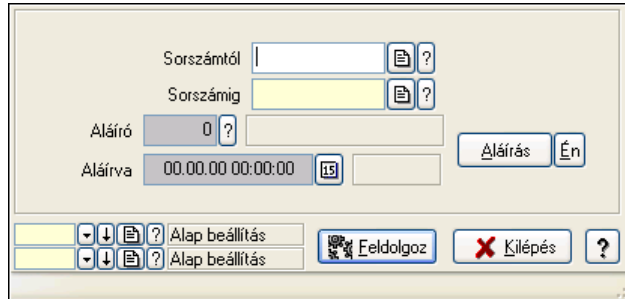 Sorszámtól ?
Sorszámig ?
Aláíró 0 ?
Aláírás Én
Aláírva 00.00.00 00:00:00 15
? Alap beállítás
? Alap beállítás
Feldolgoz Kilépés ?